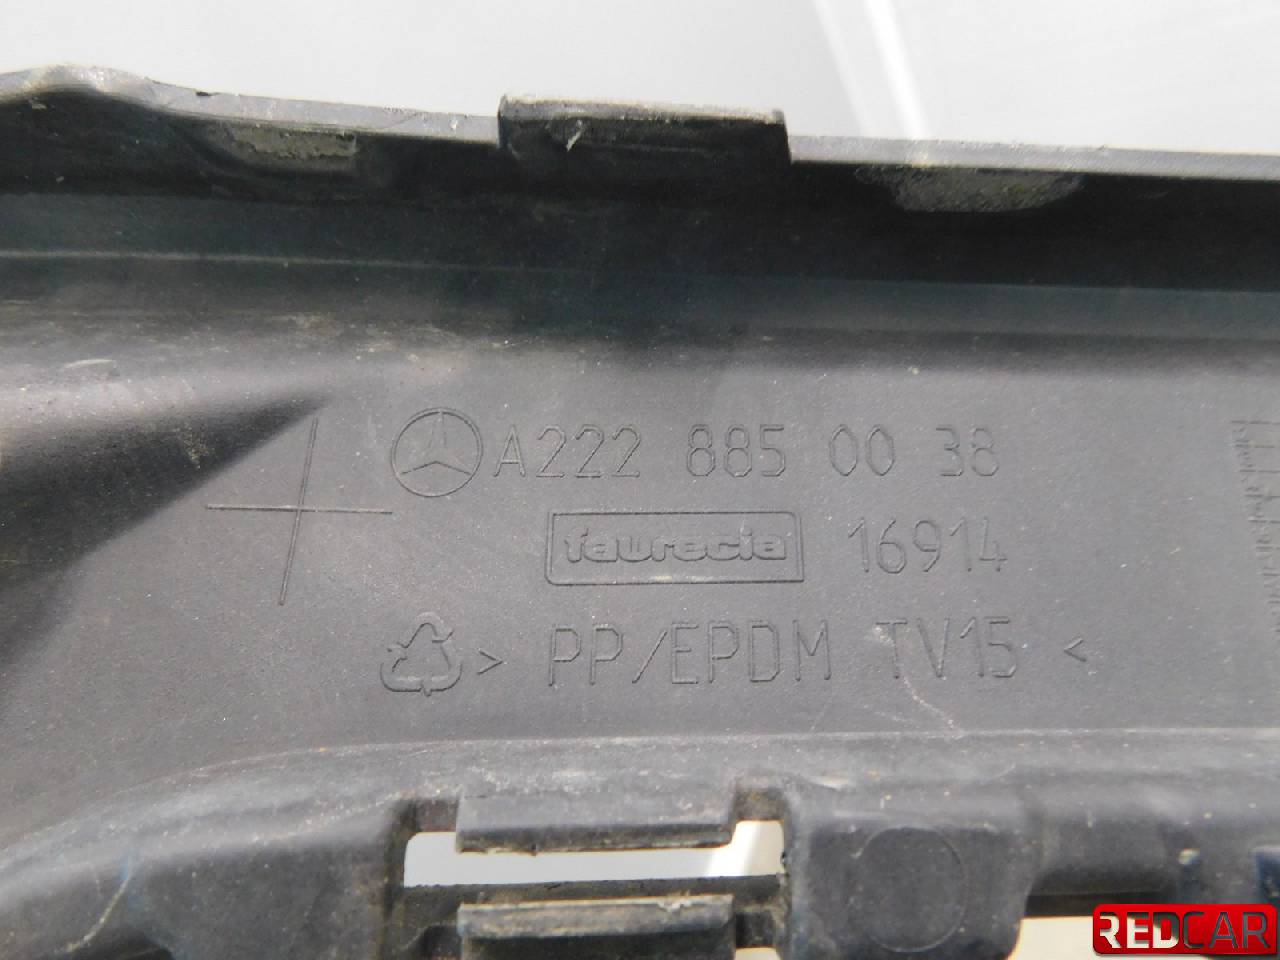 A222 885 00 38
faurecia 16914
> PP/EPDM TV15 <
REDCAR